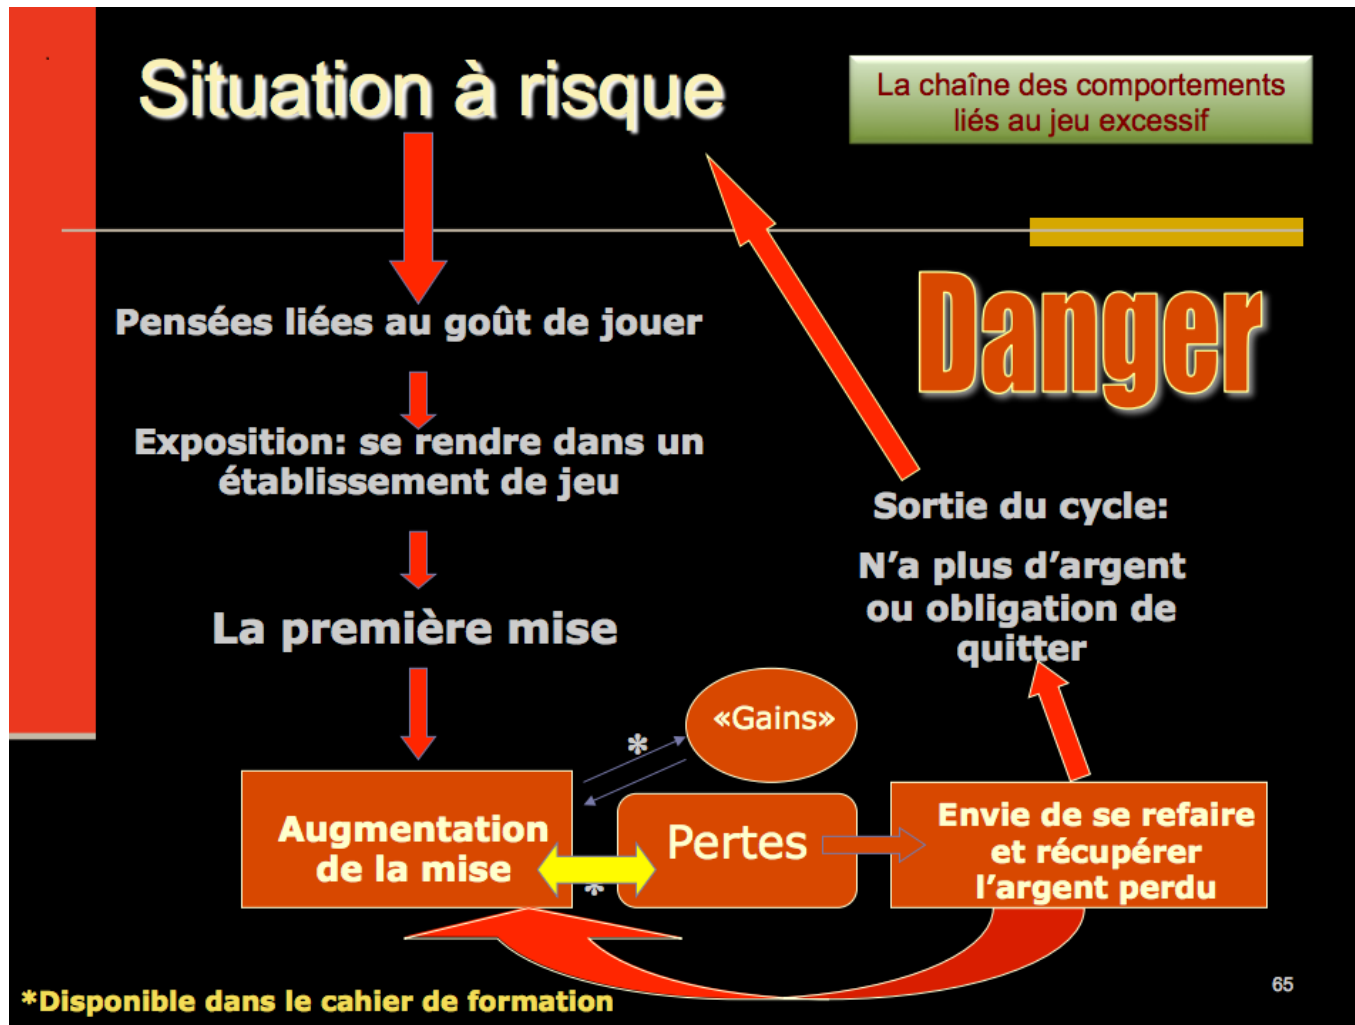 Situation à risque
La chaîne des comportements
liés au jeu excessif
Danger
Pensées liées au goût de jouer
Exposition: se rendre dans un
établissement de jeu
La première mise
Sortie du cycle:
N’a plus d’argent
ou obligation de
quitter
*
«Gains»
Augmentation
de la mise
*
Pertes
Envie de se refaire
et récupérer
l’argent perdu
*Disponible dans le cahier de formation
65